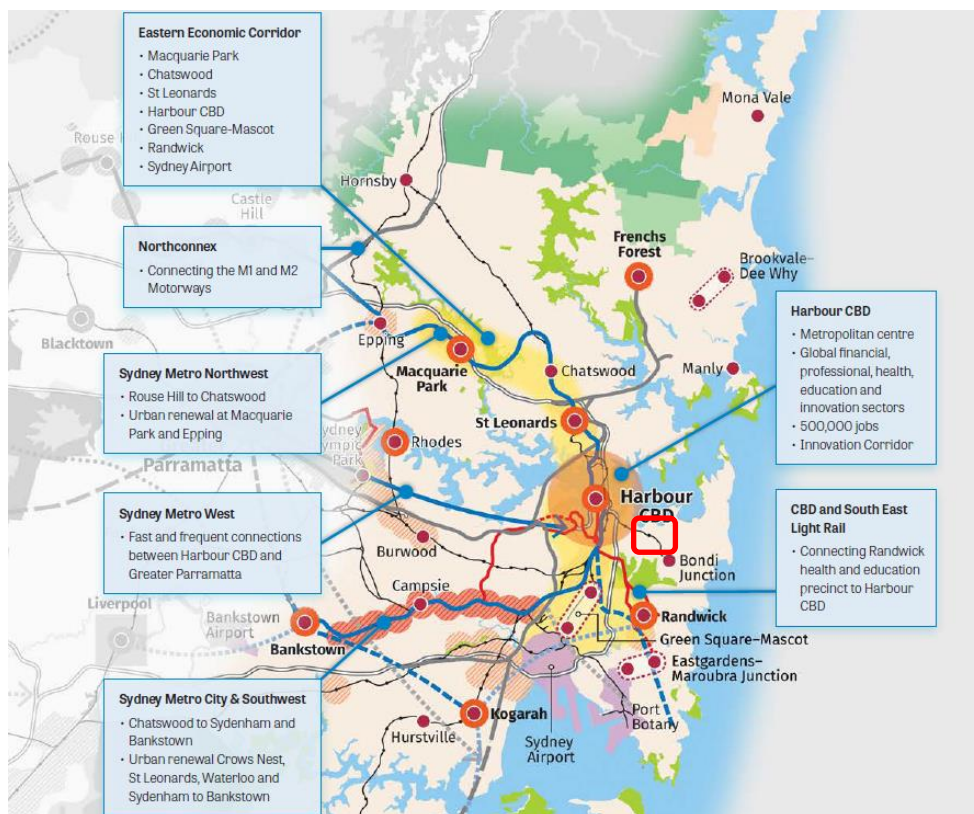 Eastern Economic Corridor
· Macquarie Park
· Chatswood
· St Leonards
· Harbour CBD
· Green Square-Mascot
· Randwick
· Sydney Airport
Mona Vale
Rouse
Hornsby
Castle
Hill
Northconnex
· Connecting the M1 and M2
Motorways
Frenchs
Forest
Brookvale-
Dee Why
Harbour CBD
· Metropolitan centre
· Global financial,
professional, health,
education and
innovation sectors
· 500,000 jobs
· Innovation Corridor
Blacktown
Epping
Macquarie
Park
Chatswood
Manly
Sydney Metro Northwest
· Rouse Hill to Chatswood
· Urban renewal at Macquarie
Park and Epping
St Leonards
Rhodes
Park
Parramatta
Harbour
CBD
Sydney Metro West
· Fast and frequent connections
between Harbour CBD and
Greater Parramatta
Burwood
Bondi
Junction
CBD and South East
Light Rail
· Connecting Randwick
health and education
precinct to Harbour
CBD
Campsie
Liverpool
Bankstown
Airport
Bankstown
Randwick
Green Square-Mascot
Eastgardens-
Maroubra Junction
Sydney Metro City & Southwest
· Chatswood to Sydenham and
Bankstown
· Urban renewal Crows Nest,
St Leonards, Waterloo and
Sydenham to Bankstown
Kogarah
Hurstville
Sydney
Airport
Port
Botany